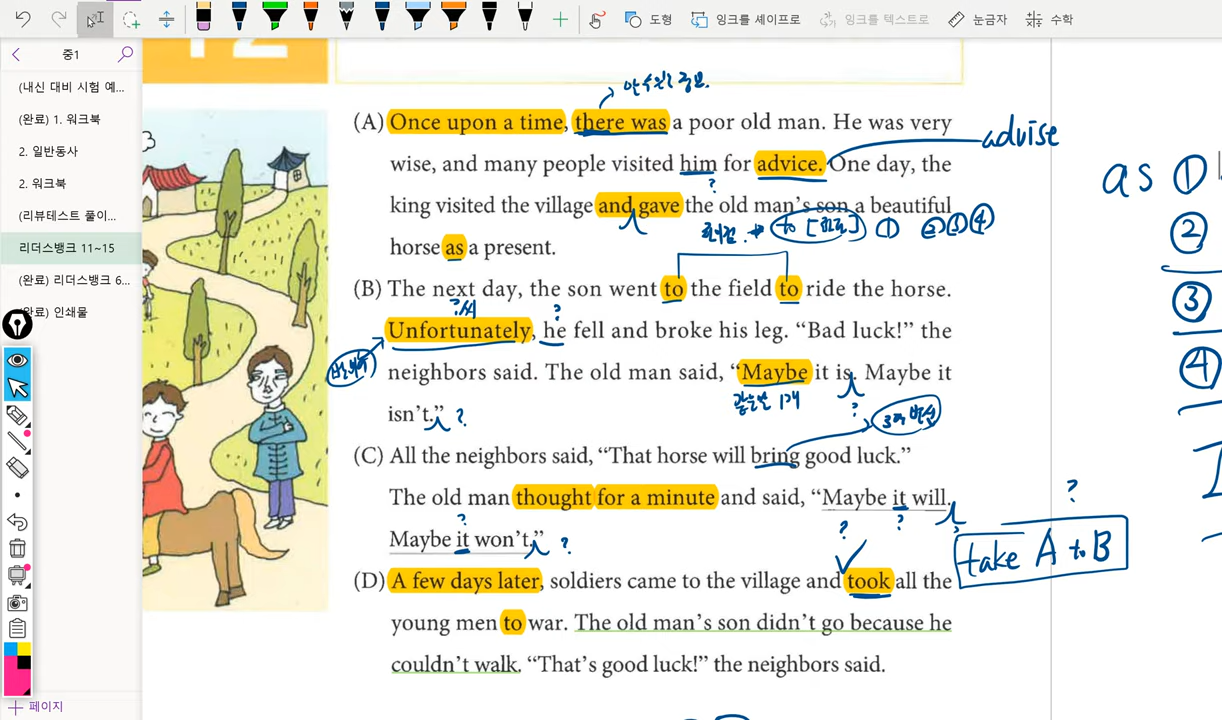 도형
잉크를 셰이프로
잉크를 텍스트로
눈금자
수학
중1
(내신 대비 시험 예...
(완료) 1. 워크북
2. 일반동사
2. 워크북
(리뷰테스트 풀이...
리더스뱅크 11~15
(완료) 리더스뱅크 6...
(완료) 인쇄물
페이지
(A) Once upon a time, there was a poor old man. He was very
advise
wise, and many people visited him for advice. One day, the
?
king visited the village and gave the old man's son a beautiful
to ① ②③④
horse as a present.
(B) The next day, the son went to the field to ride the horse.
?
Unfortunately, he fell and broke his leg. "Bad luck!" the
neighbors said. The old man said, "Maybe it is. Maybe it
?
isn't." ?
(C) All the neighbors said, "That horse will bring good luck."
The old man thought for a minute and said, "Maybe it will.
? ? ? ?
Maybe it won't." ?
take A to B
(D) A few days later, soldiers came to the village and took all the
young men to war. The old man's son didn't go because he
couldn't walk. "That's good luck!" the neighbors said.
as ①
②
③
④